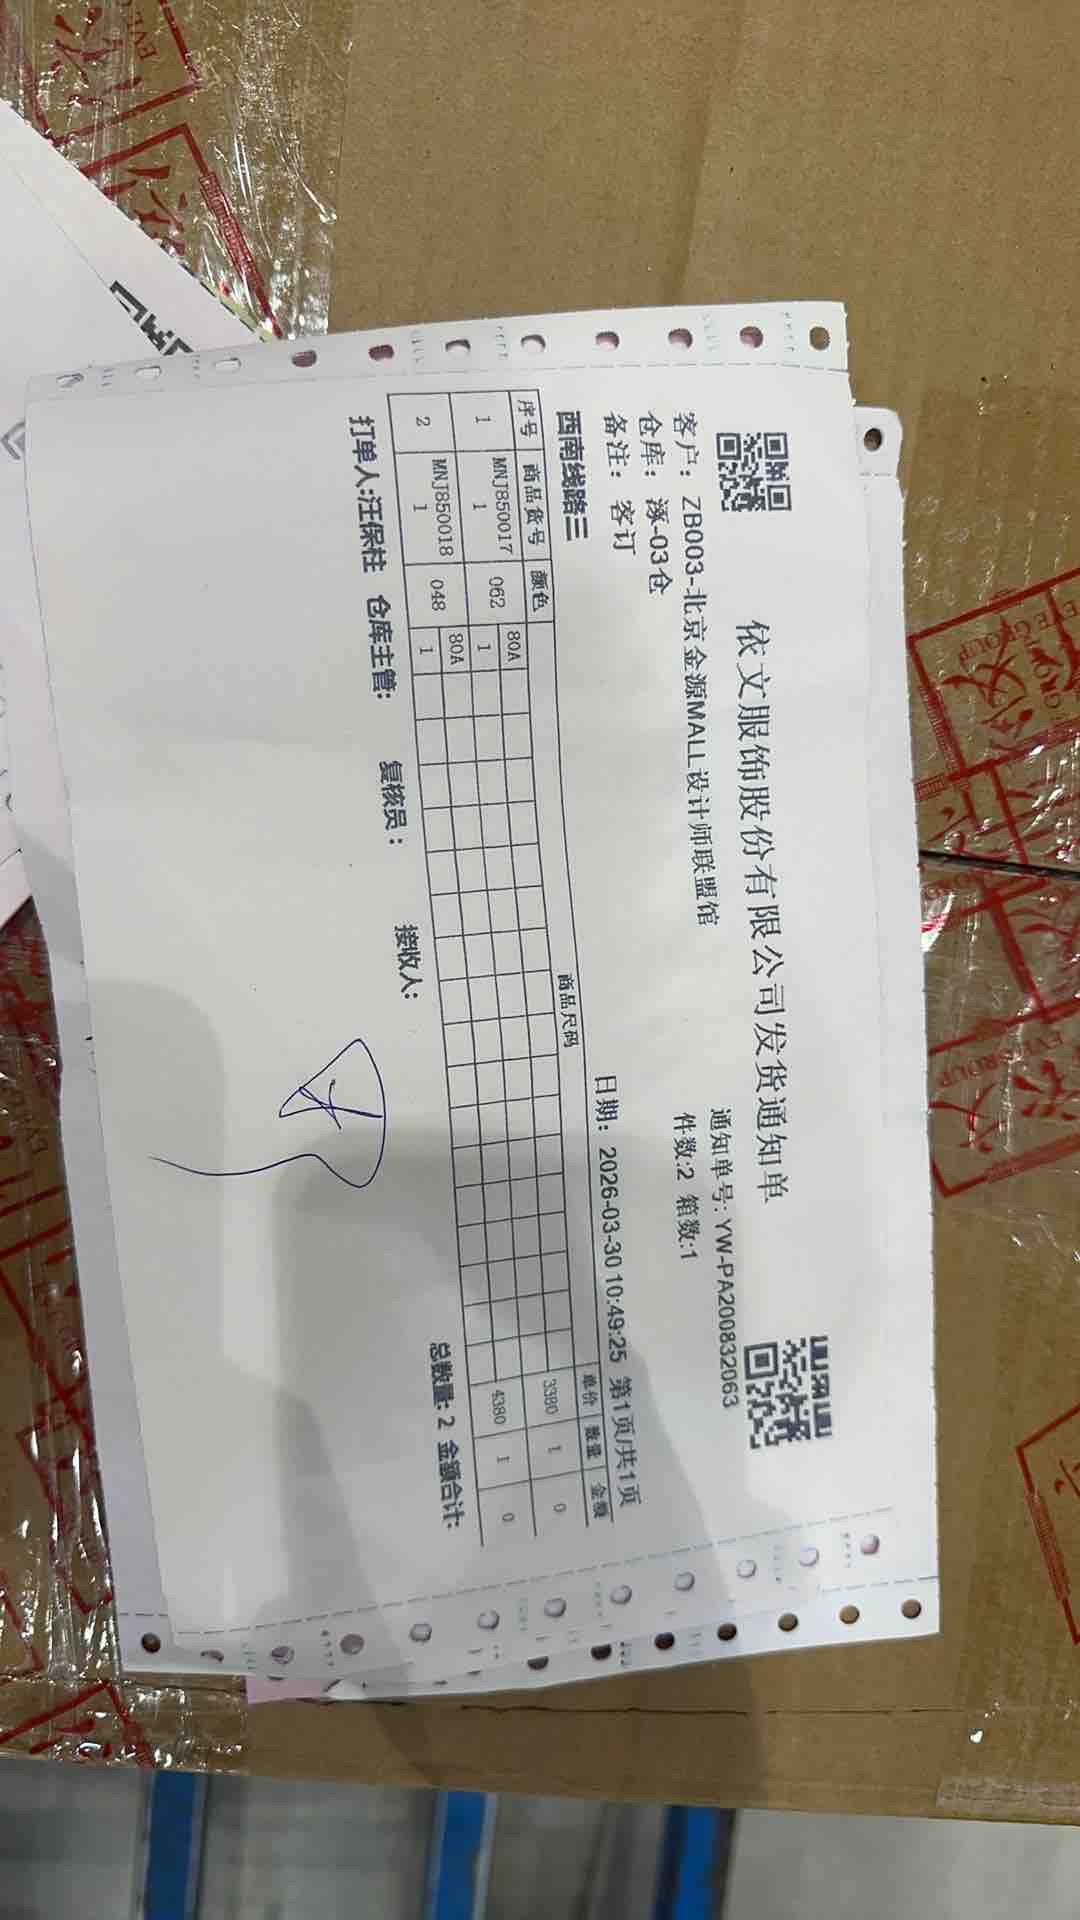 依文服饰股份有限公司发货通知单
通知单号: YW-PA200832063
客户: ZB003-北京金源MALL设计师联盟馆
件数:2 箱数:1
仓库: 涿-03仓
备注: 客订
日期: 2026-03-30 10:49:25 第1页/共1页
西南线路三
序号 商品货号 颜色 商品尺码 单价 数量 金额
80A
1 MNJ8500171 062 1 3380 1 0
80A
2 MNJ8500181 048 1 4380 1 0
总数量: 2 金额合计:
打单人:汪保柱 仓库主管: 复核员: 接收人: